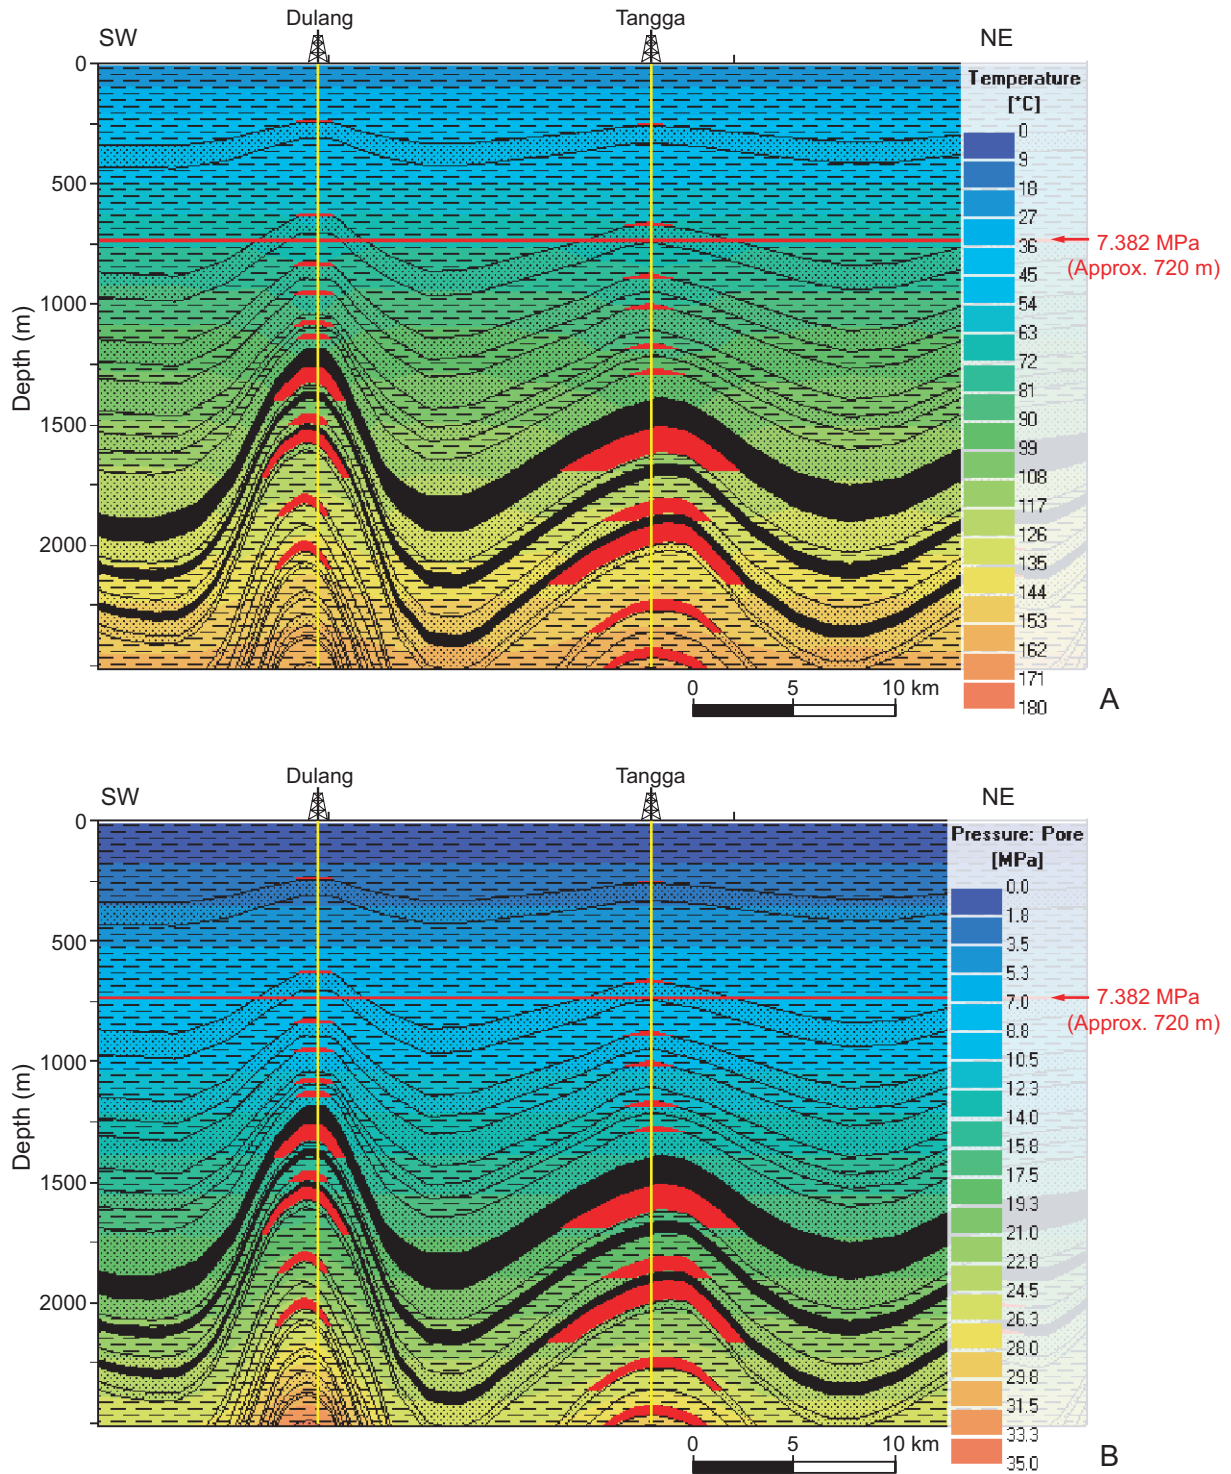 Dulang
Tangga
SW
NE
0
500
1000
1500
2000
Depth (m)
Temperature
[°C]
0
9
18
27
36
45
54
63
72
81
90
99
108
117
126
135
144
153
162
171
180
7.382 MPa
(Approx. 720 m)
0
5
10 km
A
Dulang
Tangga
SW
NE
0
500
1000
1500
2000
Depth (m)
Pressure: Pore
[MPa]
0.0
1.8
3.5
5.3
7.0
8.8
10.5
12.3
14.0
15.8
17.5
19.3
21.0
22.8
24.5
26.3
28.0
29.8
31.5
33.3
35.0
7.382 MPa
(Approx. 720 m)
0
5
10 km
B